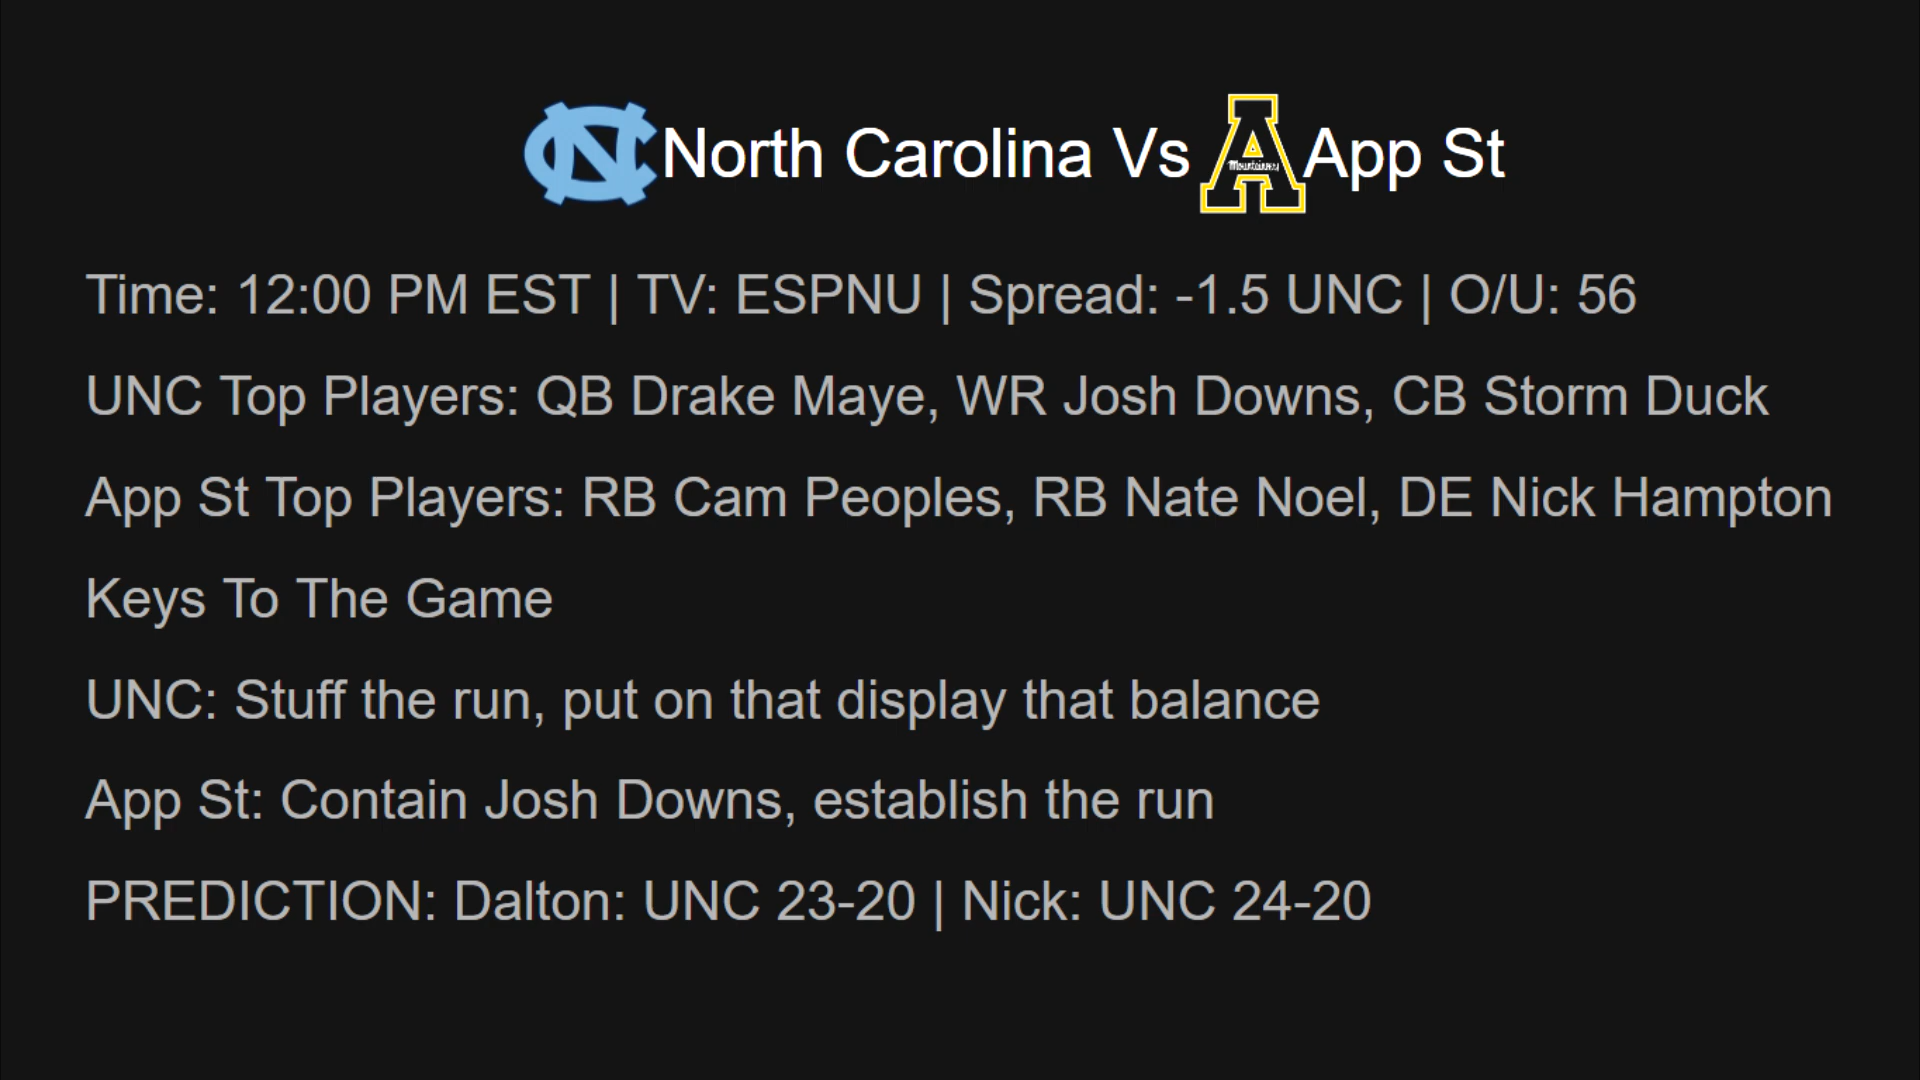 North Carolina Vs App St
Mountaineers
Time: 12:00 PM EST | TV: ESPNU | Spread: -1.5 UNC | O/U: 56
UNC Top Players: QB Drake Maye, WR Josh Downs, CB Storm Duck
App St Top Players: RB Cam Peoples, RB Nate Noel, DE Nick Hampton
Keys To The Game
UNC: Stuff the run, put on that display that balance
App St: Contain Josh Downs, establish the run
PREDICTION: Dalton: UNC 23-20 | Nick: UNC 24-20